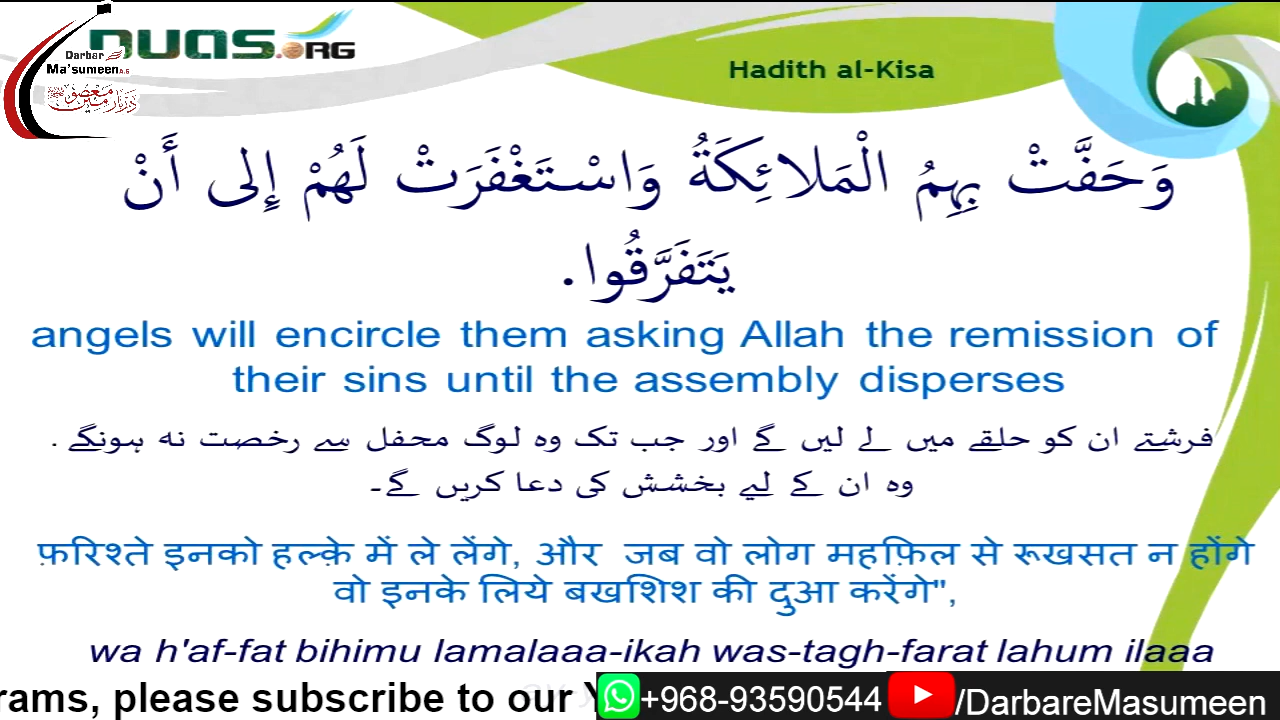 DUAS.ORG
Darbar
Ma'sumeen A.S
Hadith al-Kisa
وَحَفَّتْ بِهِمُ الْمَلائِكَةُ وَاسْتَغْفَرَتْ لَهُمْ إِلى أَنْ
يَتَفَرَّقُوا.
angels will encircle them asking Allah the remission of
their sins until the assembly disperses
فرشتے ان کو حلقے میں لے لیں گے اور جب تک وہ لوگ محفل سے رخصت نہ ہونگے .
وہ ان کے لیے بخشش کی دعا کریں گے۔
फ़रिश्ते इनको हल्क़े में ले लेंगे, और जब वो लोग महफ़िल से रूखसत न होंगे
वो इनके लिये बखशिश की दुआ करेंगे",
wa h'af-fat bihimu lamalaaa-ikah was-tagh-farat lahum ilaaa
rams, please subscribe to our
+968-93590544
/DarbareMasumeen